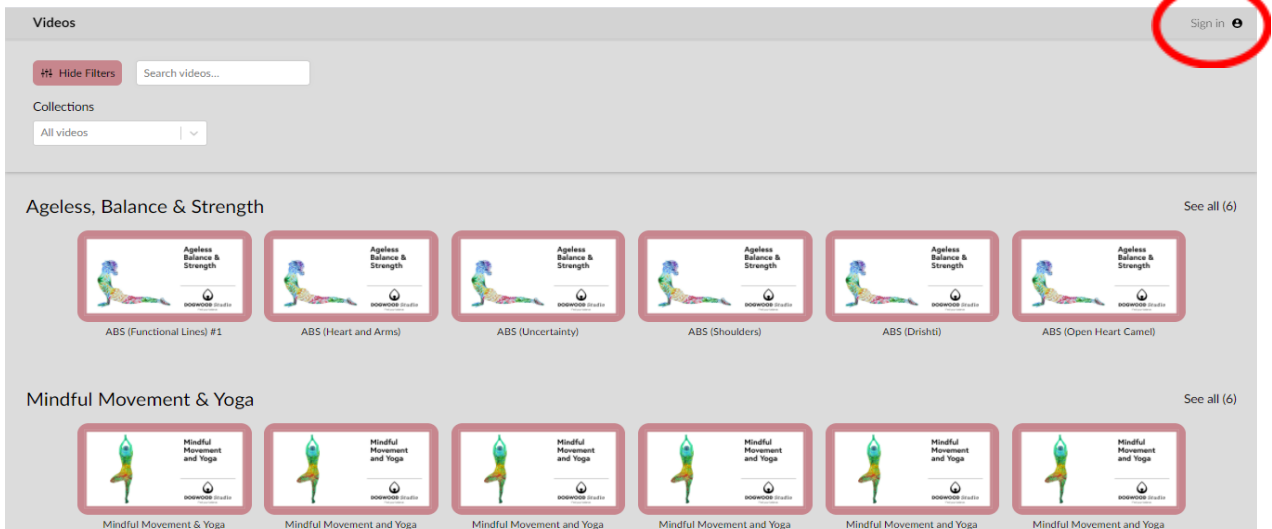 Videos
Sign in
Hide Filters
Search videos...
Collections
All videos
Ageless, Balance & Strength
See all (6)
Ageless
Balance &
Strength
DOGWOOD Studio
Ageless
Balance &
Strength
DOGWOOD Studio
Ageless
Balance &
Strength
DOGWOOD Studio
Ageless
Balance &
Strength
DOGWOOD Studio
Ageless
Balance &
Strength
DOGWOOD Studio
Ageless
Balance &
Strength
DOGWOOD Studio
ABS (Functional Lines) #1
ABS (Heart and Arms)
ABS (Uncertainty)
ABS (Shoulders)
ABS (Drishti)
ABS (Open Heart Camel)
Mindful Movement & Yoga
See all (6)
Mindful
Movement
and Yoga
DOGWOOD Studio
Mindful
Movement
and Yoga
DOGWOOD Studio
Mindful
Movement
and Yoga
DOGWOOD Studio
Mindful
Movement
and Yoga
DOGWOOD Studio
Mindful
Movement
and Yoga
DOGWOOD Studio
Mindful
Movement
and Yoga
DOGWOOD Studio
Mindful Movement & Yoga
Mindful Movement and Yoga
Mindful Movement and Yoga
Mindful Movement and Yoga
Mindful Movement and Yoga
Mindful Movement and Yoga